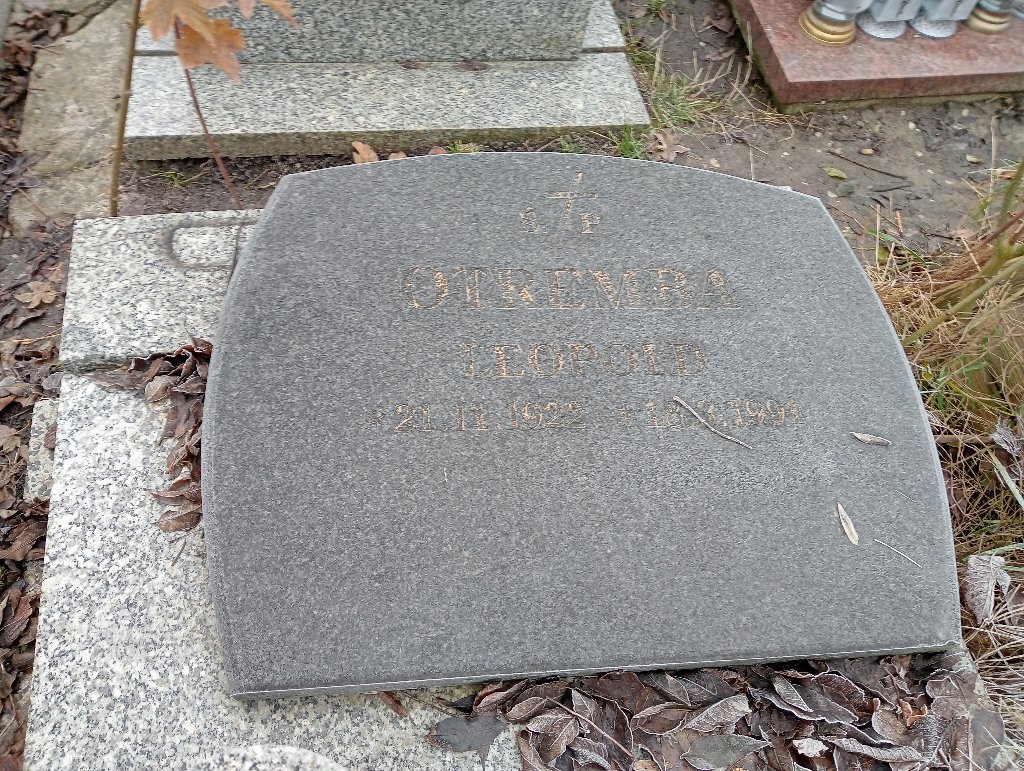 Ś P
OTREMBA
LEOPOLD
* 21.11.1922 + 18.3.1991